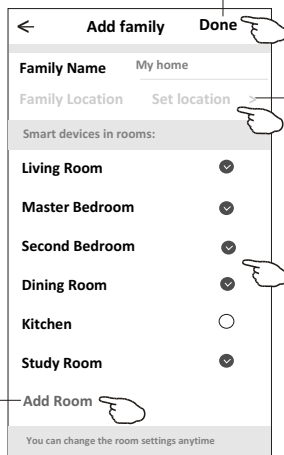 ← Add family Done
Family Name My home
Family Location Set location >
Smart devices in rooms:
Living Room
Master Bedroom
Second Bedroom
Dining Room
Kitchen
Study Room
Add Room
You can change the room settings anytime